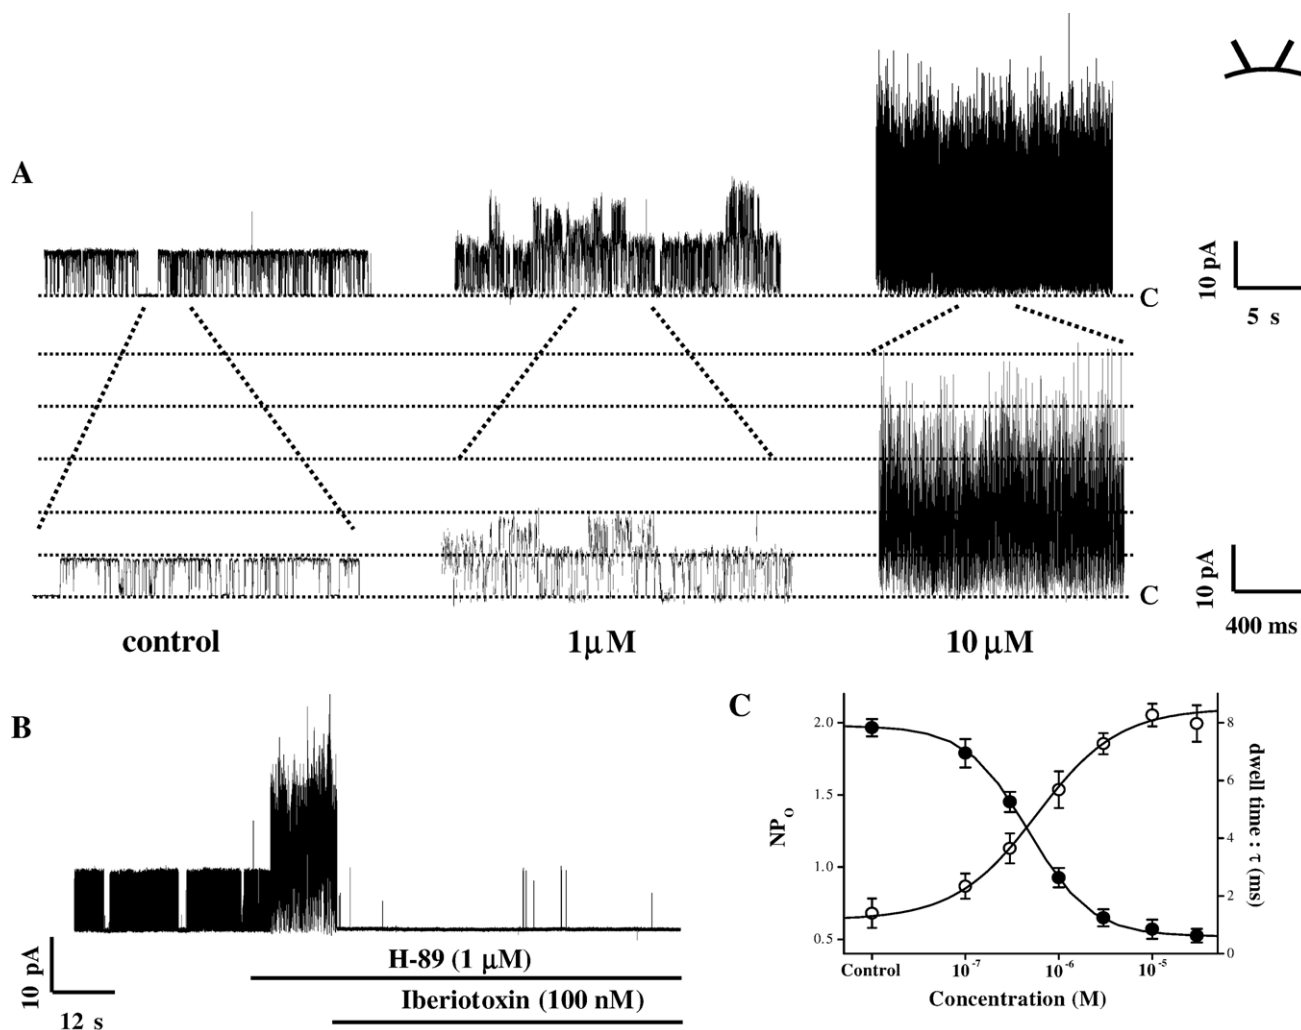 A
10 pA
C
5 s
10 pA
C
400 ms
control
1μM
10 μM
B
10 pA
12 s
H-89 (1 μM)
Iberiotoxin (100 nM)
C
2.0
1.5
1.0
0.5
NPO
8
6
4
2
0
dwell time : τ (ms)
Control
10-7
10-6
10-5
Concentration (M)